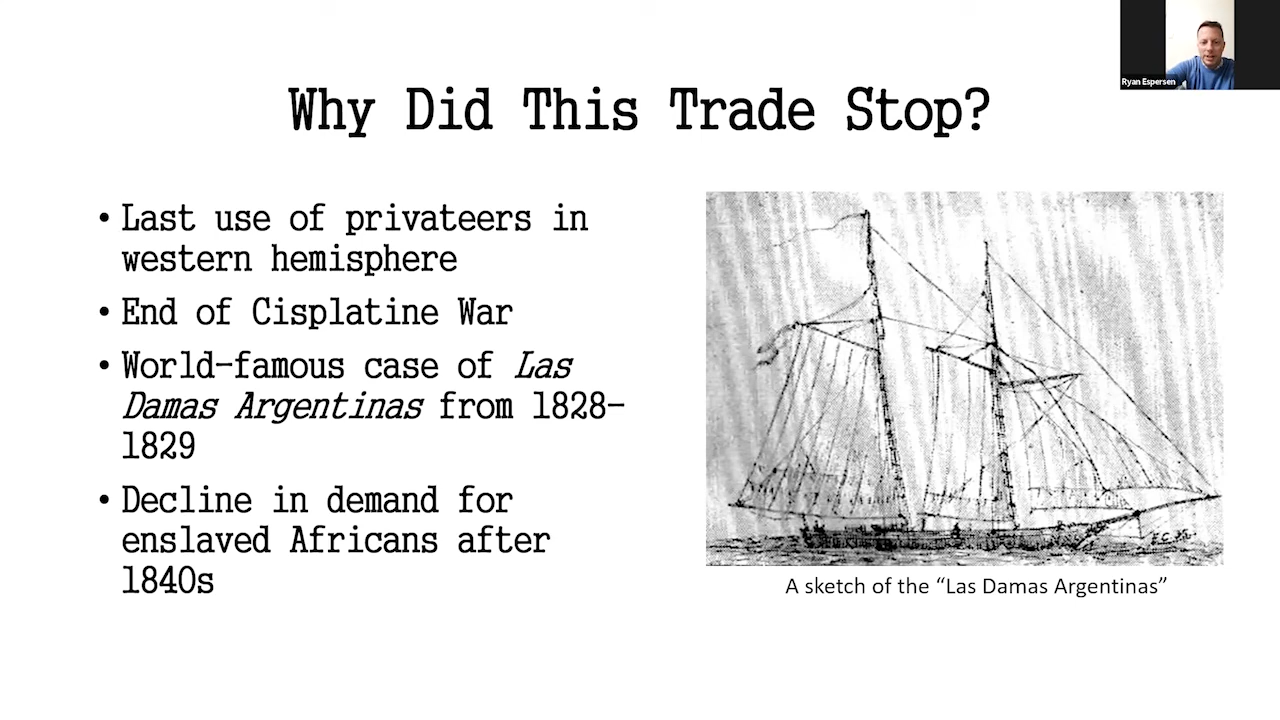 Ryan Espersen
Why Did This Trade Stop?
• Last use of privateers in
western hemisphere
• End of Cisplatine War
• World-famous case of Las
Damas Argentinas from 1828-
1829
• Decline in demand for
enslaved Africans after
1840s
A sketch of the “Las Damas Argentinas”